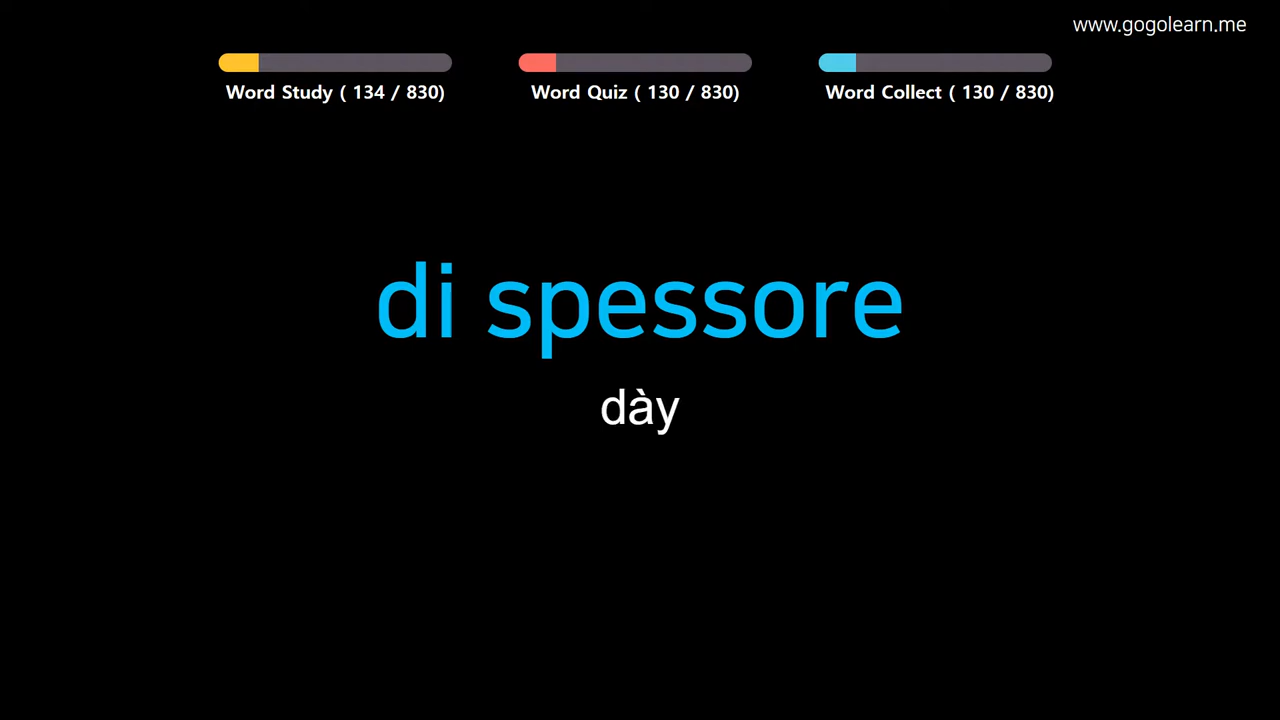 www.gogolearn.me
Word Study ( 134 / 830)
Word Quiz ( 130 / 830)
Word Collect ( 130 / 830)
di spessore
dày